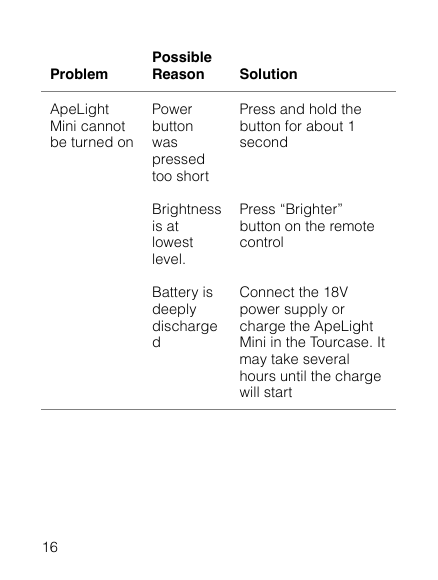 Possible
Problem Reason Solution
ApeLight Power Press and hold the
Mini cannot button button for about 1
be turned on was second
pressed
too short
Brightness Press “Brighter”
is at button on the remote
lowest control
level.
Battery is Connect the 18V
deeply power supply or
discharge charge the ApeLight
d Mini in the Tourcase. It
may take several
hours until the charge
will start
16